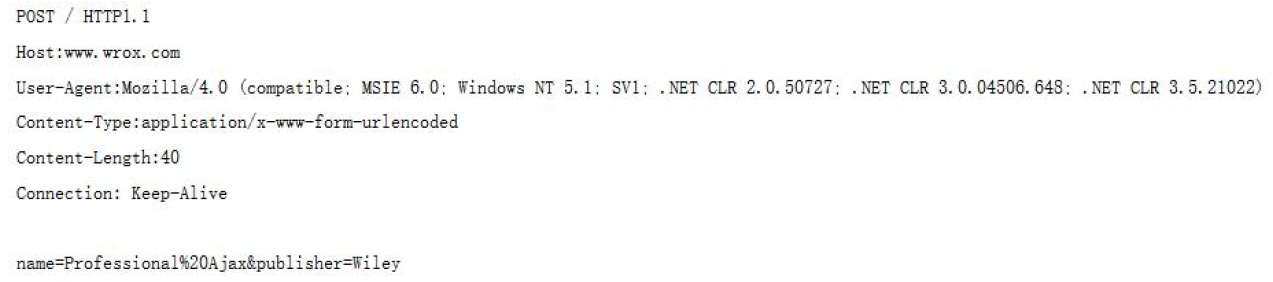 POST / HTTP1.1
Host:www.wrox.com
User-Agent:Mozilla/4.0 (compatible; MSIE 6.0; Windows NT 5.1; SV1; .NET CLR 2.0.50727; .NET CLR 3.0.04506.648; .NET CLR 3.5.21022)
Content-Type:application/x-www-form-urlencoded
Content-Length:40
Connection: Keep-Alive

name=Professional%20Ajax&publisher=Wiley